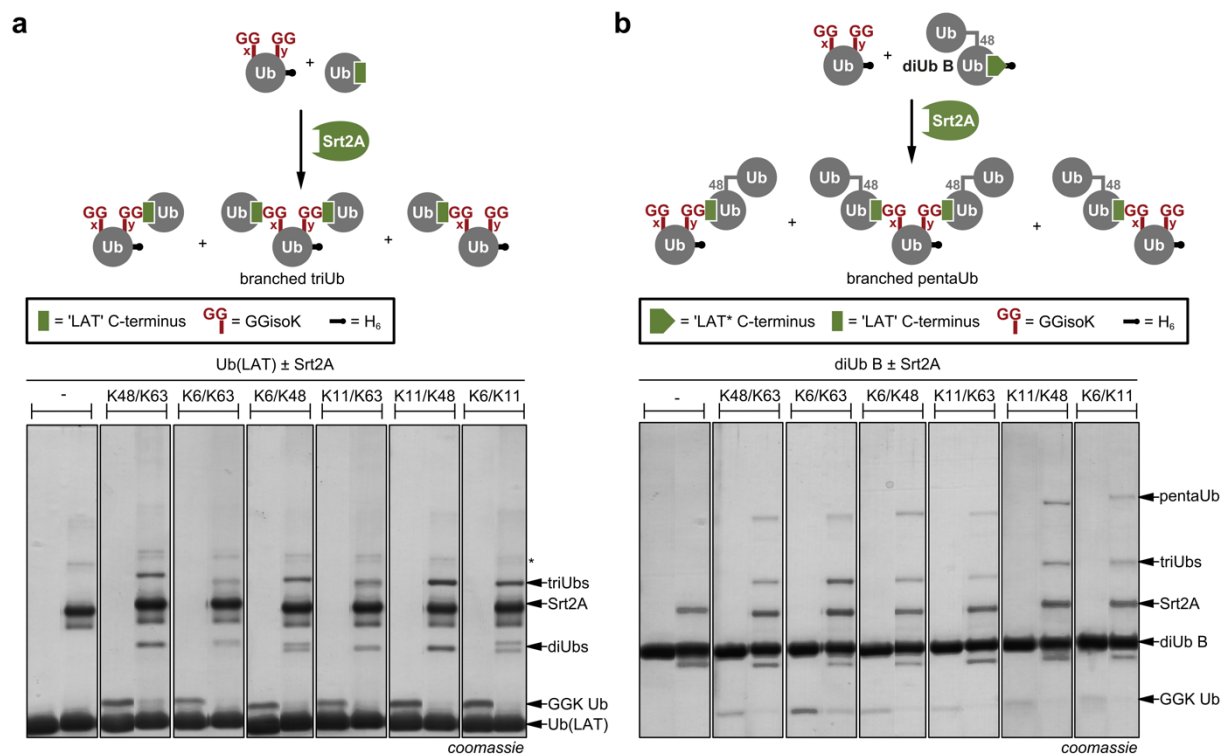 a
GG GG
x y
Ub + Ub
Srt2A
GG GG Ub
x y
Ub
+
Ub GG GG Ub
x y
Ub
+
Ub GG GG
x y
Ub
branched triUb
= 'LAT' C-terminus GG = GGisoK = H6
Ub(LAT) ± Srt2A
- K48/K63 K6/K63 K6/K48 K11/K63 K11/K48 K6/K11
*
triUbs
Srt2A
diUbs
GGK Ub
Ub(LAT)
coomassie
b
GG GG
x y
Ub + diUb B
Ub
48
Ub
Srt2A
Ub
48
GG GG Ub
x y
Ub
+
Ub Ub
48 48
Ub GG GG Ub
x y
Ub
+
Ub
48
Ub GG GG
x y
Ub
branched pentaUb
= 'LAT* C-terminus = 'LAT' C-terminus GG = GGisoK = H6
diUb B ± Srt2A
- K48/K63 K6/K63 K6/K48 K11/K63 K11/K48 K6/K11
pentaUb
triUbs
Srt2A
diUb B
GGK Ub
coomassie